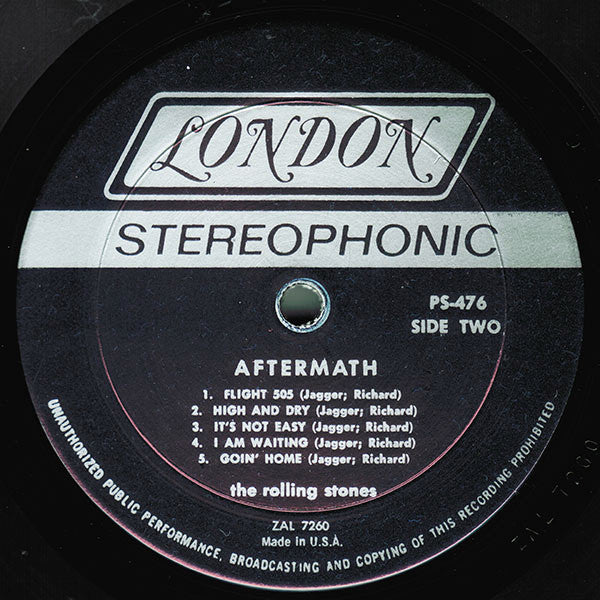 LONDON
STEREOPHONIC
PS-476
SIDE TWO
AFTERMATH
1. FLIGHT 505 (Jagger; Richard)
2. HIGH AND DRY (Jagger; Richard)
3. IT'S NOT EASY (Jagger; Richard)
4. I AM WAITING (Jagger; Richard)
5. GOIN' HOME (Jagger; Richard)
the rolling stones
ZAL 7260
Made in U.S.A.
UNAUTHORIZED PUBLIC PERFORMANCE, BROADCASTING AND COPYING OF THIS RECORDING PROHIBITED
ZAL 7260